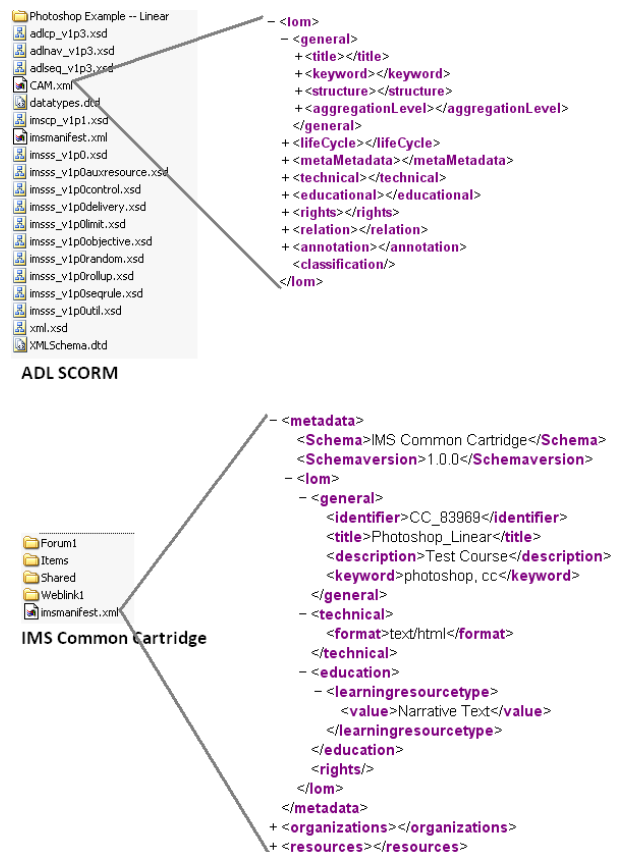 Photoshop Example -- Linear
adlcp_v1p3.xsd
adlnav_v1p3.xsd
adlseq_v1p3.xsd
CAM.xml
datatypes.dtd
imscp_v1p1.xsd
imsmanifest.xml
imsss_v1p0.xsd
imsss_v1p0auxresource.xsd
imsss_v1p0control.xsd
imsss_v1p0delivery.xsd
imsss_v1p0limit.xsd
imsss_v1p0objective.xsd
imsss_v1p0random.xsd
imsss_v1p0rollup.xsd
imsss_v1p0seqrule.xsd
imsss_v1p0util.xsd
xml.xsd
XMLSchema.dtd
ADL SCORM
− <lom>
− <general>
+ <title></title>
+ <keyword></keyword>
+ <structure></structure>
+ <aggregationLevel></aggregationLevel>
</general>
+ <lifeCycle></lifeCycle>
+ <metaMetadata></metaMetadata>
+ <technical></technical>
+ <educational></educational>
+ <rights></rights>
+ <relation></relation>
+ <annotation></annotation>
<classification/>
</lom>
Forum1
Items
Shared
Weblink1
imsmanifest.xml
IMS Common Cartridge
− <metadata>
<Schema>IMS Common Cartridge</Schema>
<Schemaversion>1.0.0</Schemaversion>
− <lom>
− <general>
<identifier>CC_83969</identifier>
<title>Photoshop_Linear</title>
<description>Test Course</description>
<keyword>photoshop, cc</keyword>
</general>
− <technical>
<format>text/html</format>
</technical>
− <education>
− <learningresourcetype>
<value>Narrative Text</value>
</learningresourcetype>
</education>
<rights/>
</lom>
</metadata>
+ <organizations></organizations>
+ <resources></resources>